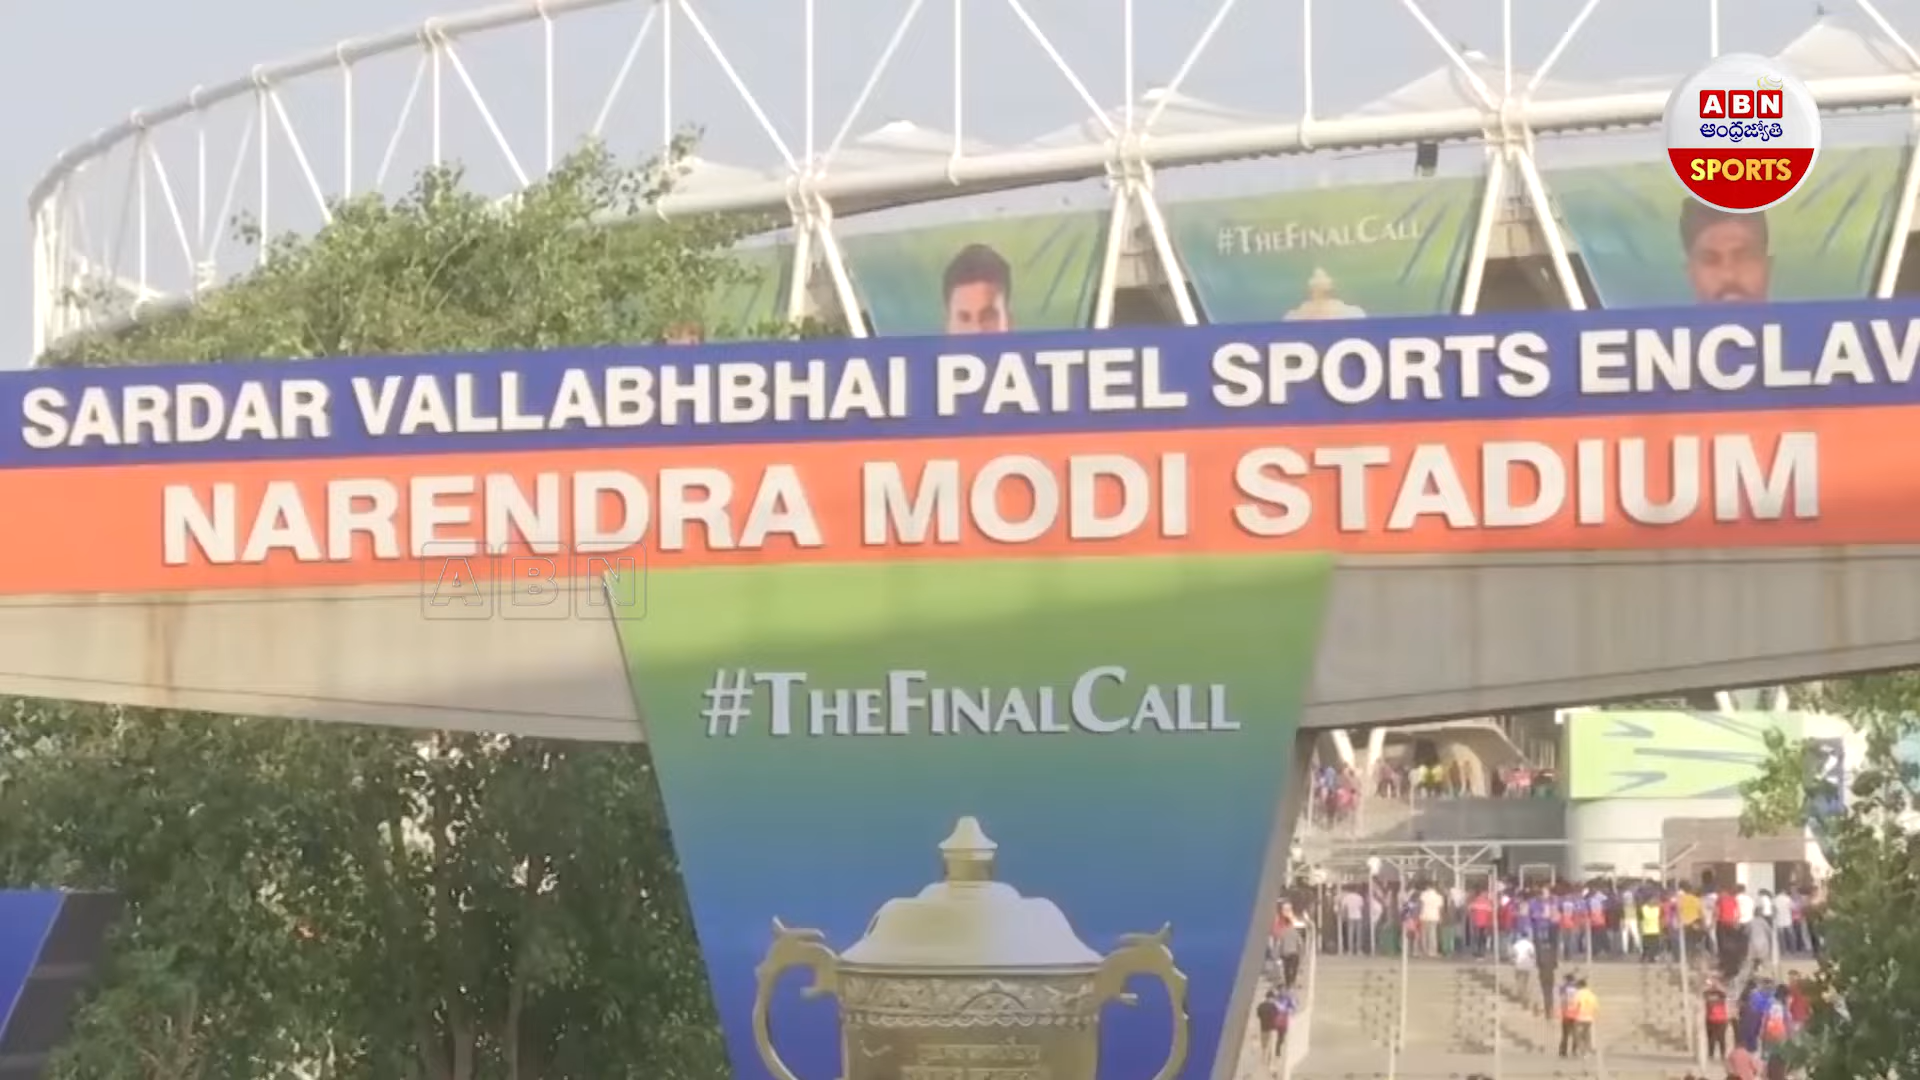 ABN
ఆంధ్రజ్యోతి
SPORTS
#THEFINALCALL
SARDAR VALLABHBHAI PATEL SPORTS ENCLAV
NARENDRA MODI STADIUM
ABN
#THEFINALCALL